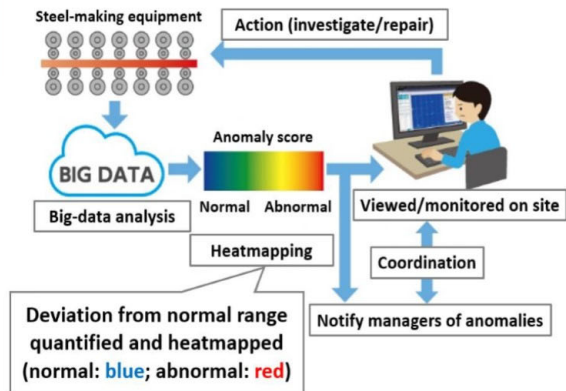 Steel-making equipment
Action (investigate/repair)
BIG DATA
Big-data analysis
Anomaly score
Normal Abnormal
Heatmapping
Viewed/monitored on site
Coordination
Notify managers of anomalies
Deviation from normal range
quantified and heatmapped
(normal: blue; abnormal: red)